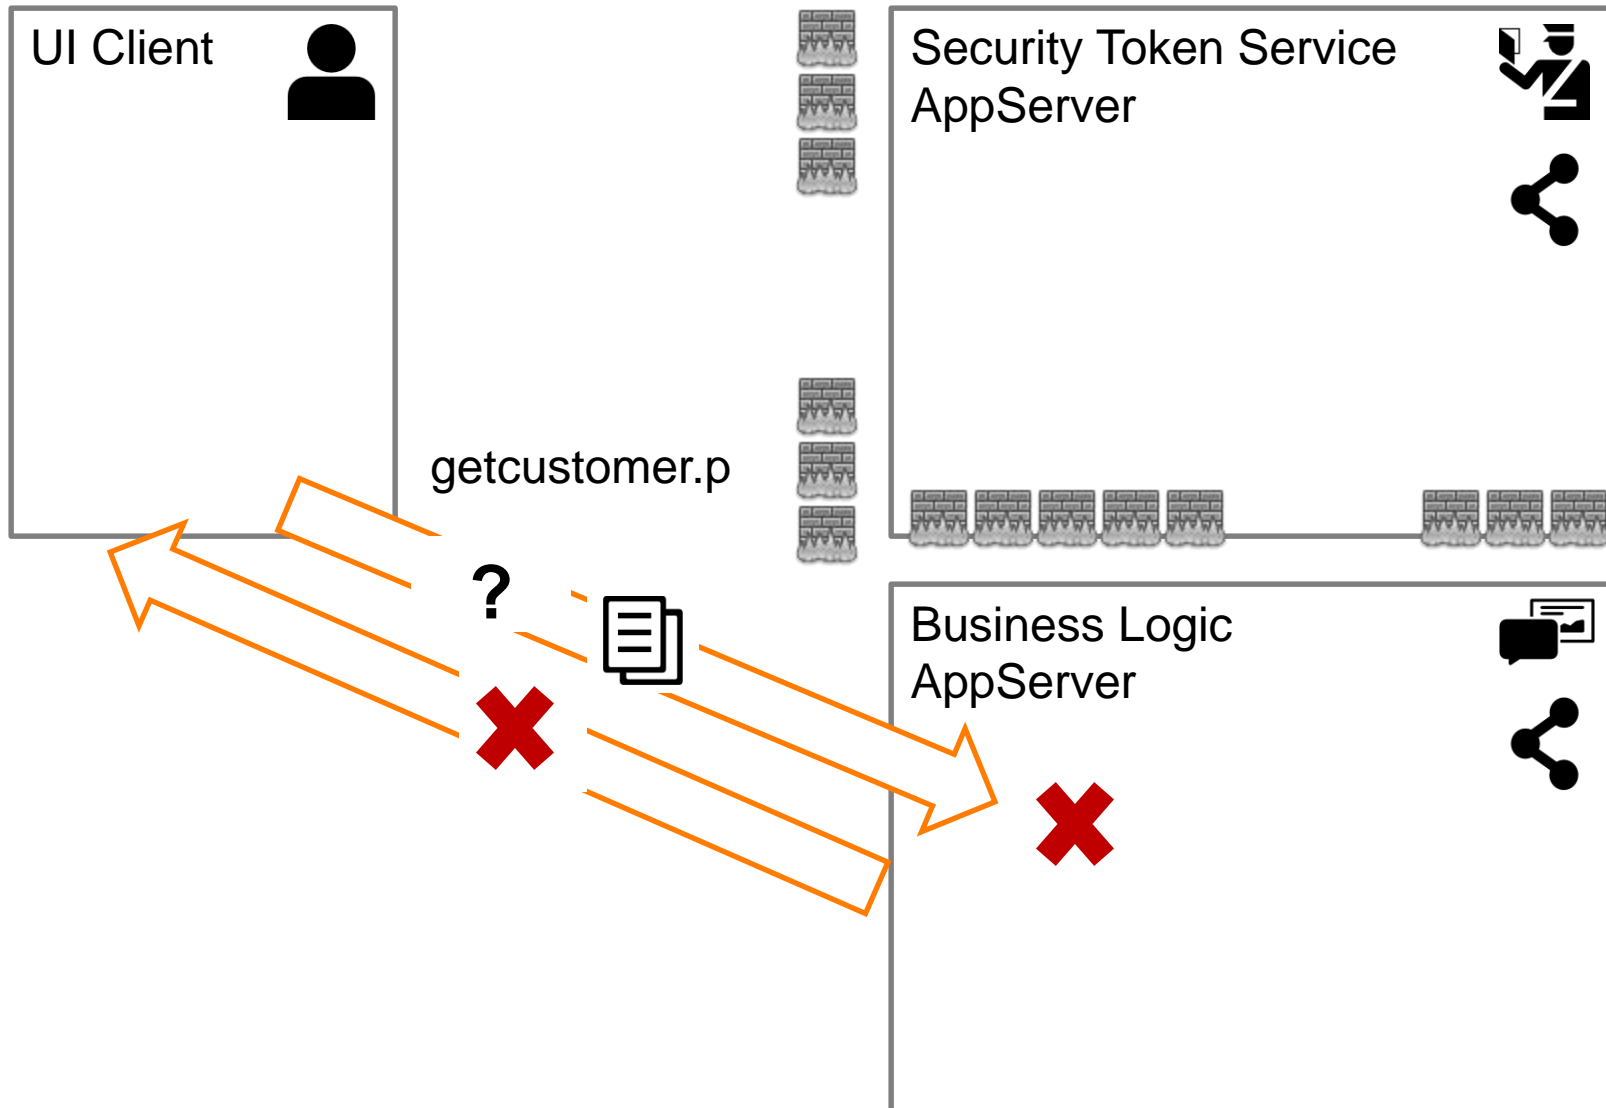 UI Client
Security Token Service
AppServer
getcustomer.p
?
Business Logic
AppServer